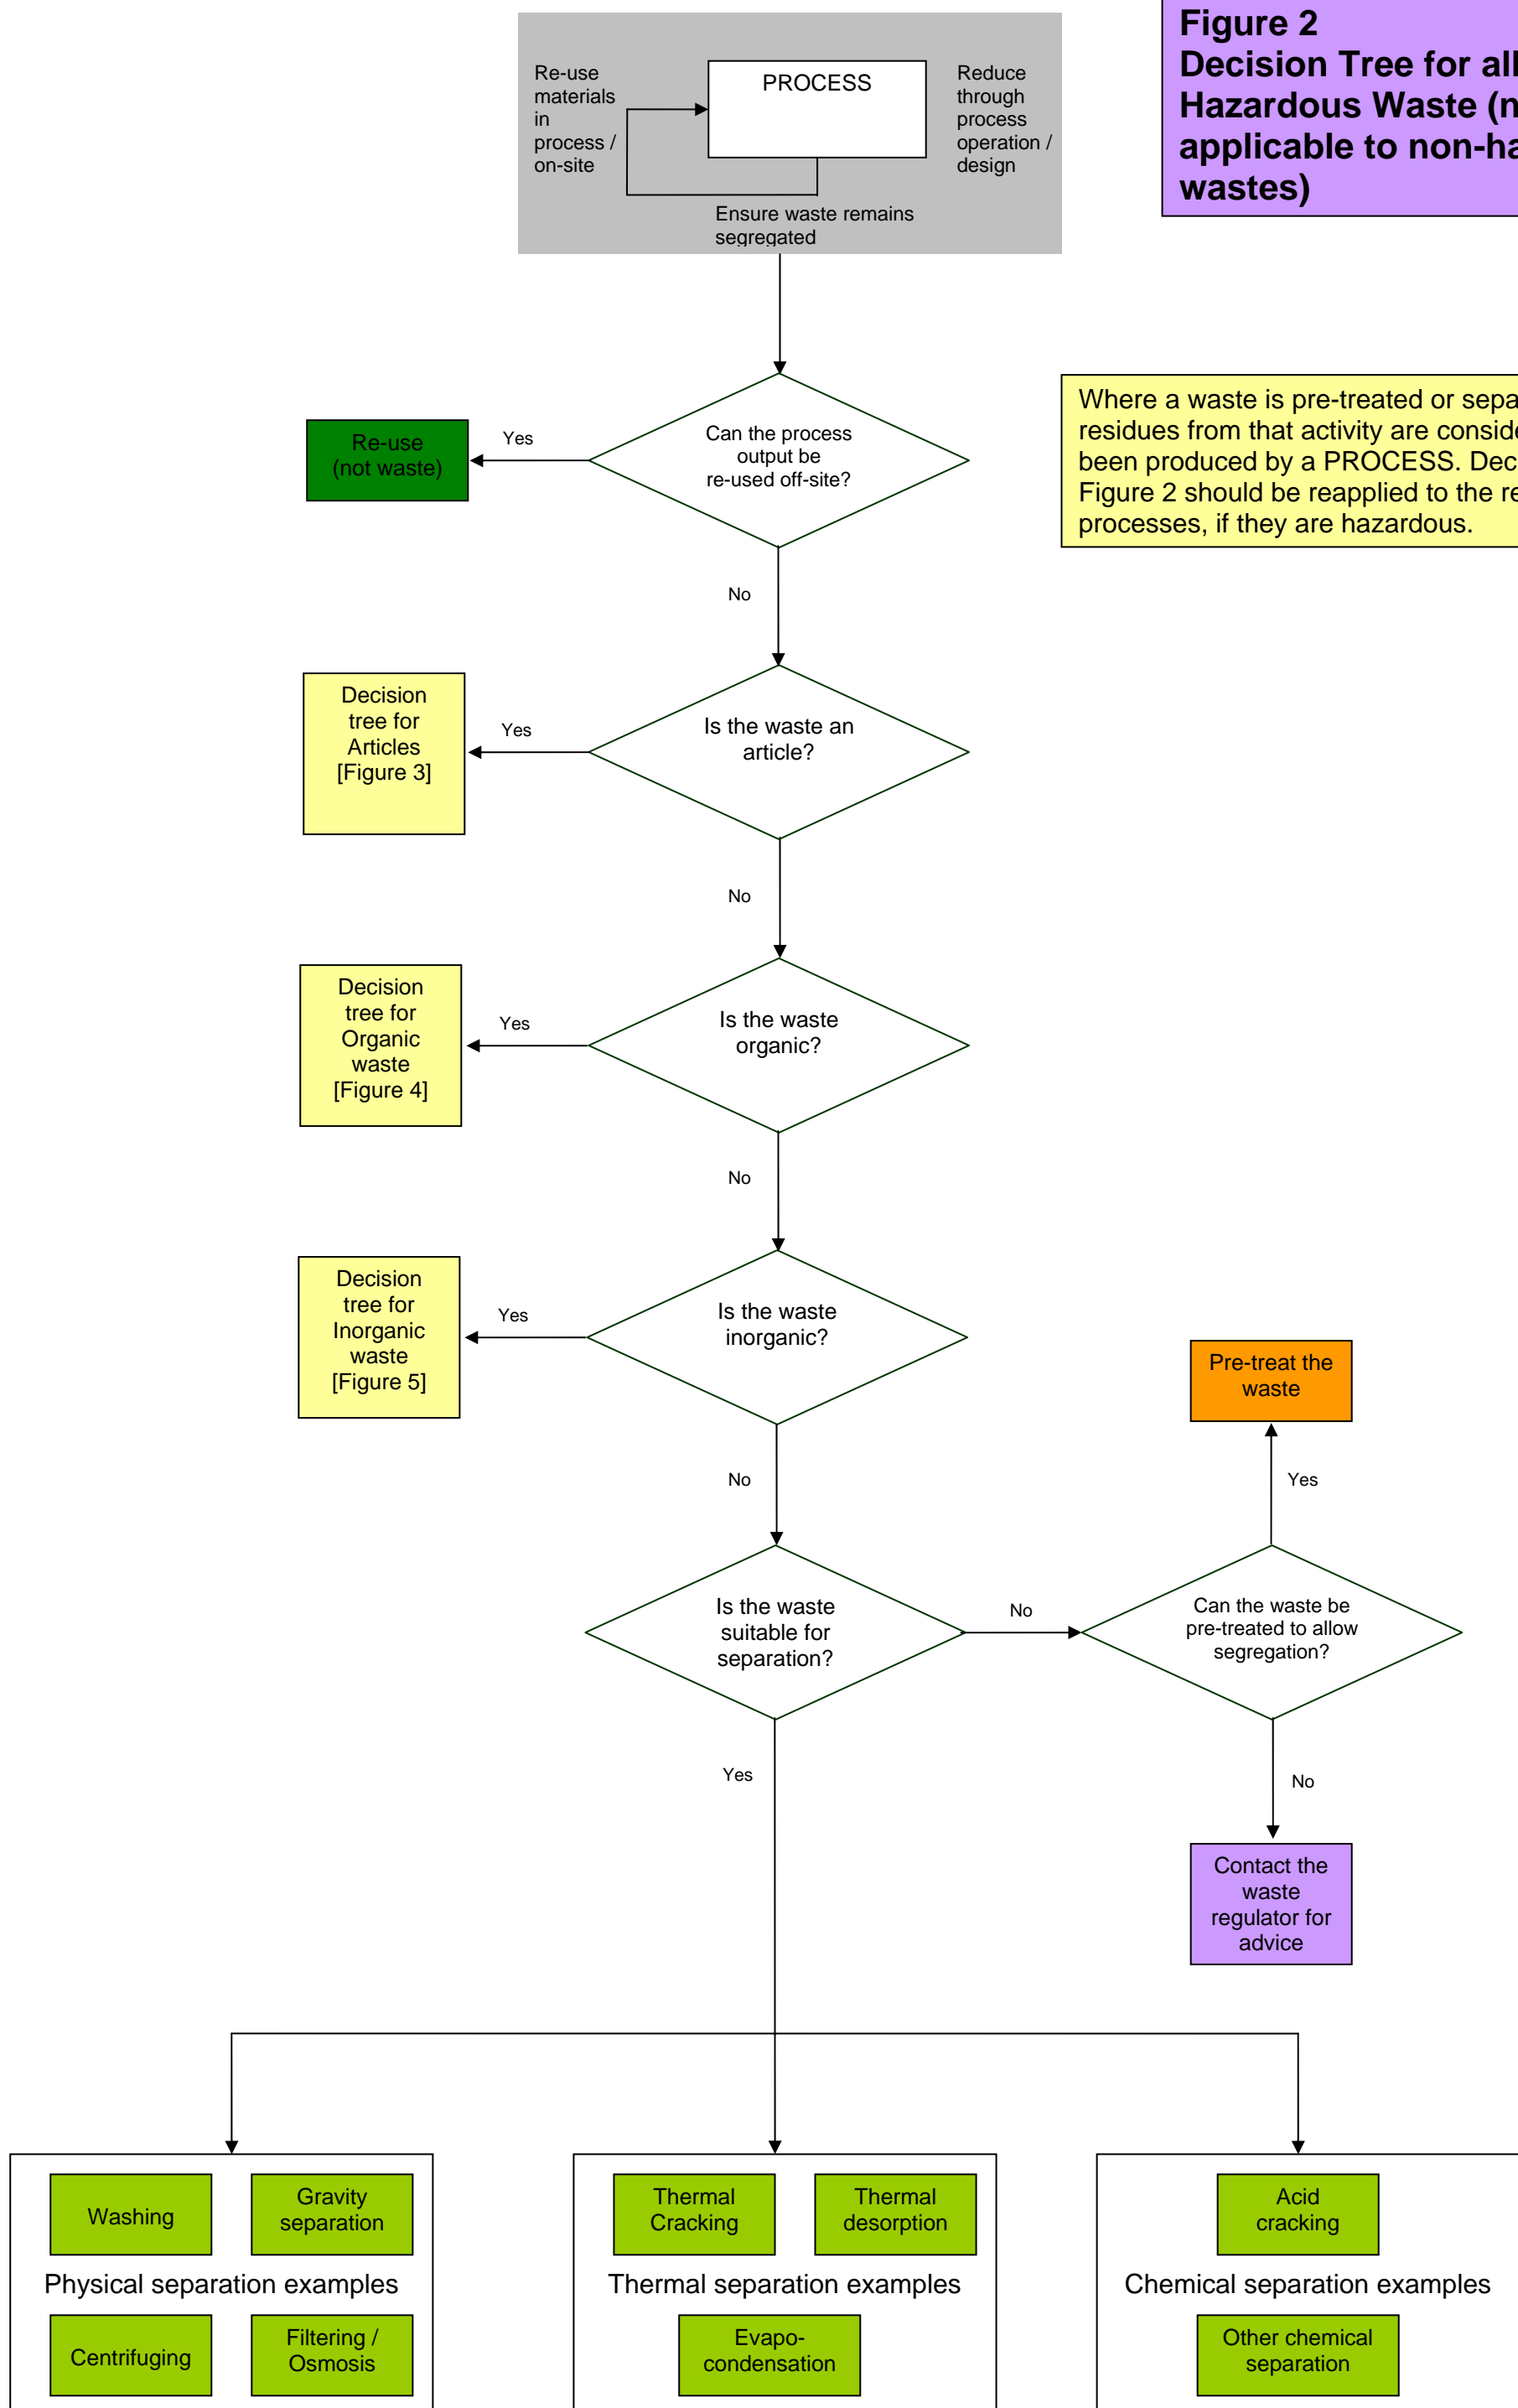 Figure 2
Decision Tree for all
Hazardous Waste (n
applicable to non-ha
wastes)
Re-use
materials
in
process /
on-site
PROCESS
Reduce
through
process
operation /
design
Ensure waste remains
segregated
Where a waste is pre-treated or sepa
residues from that activity are conside
been produced by a PROCESS. Dec
Figure 2 should be reapplied to the re
processes, if they are hazardous.
Can the process
output be
re-used off-site?
Yes
Re-use
(not waste)
No
Is the waste an
article?
Yes
Decision
tree for
Articles
[Figure 3]
No
Is the waste
organic?
Yes
Decision
tree for
Organic
waste
[Figure 4]
No
Is the waste
inorganic?
Yes
Decision
tree for
Inorganic
waste
[Figure 5]
No
Is the waste
suitable for
separation?
No
Can the waste be
pre-treated to allow
segregation?
Yes
Pre-treat the
waste
No
Contact the
waste
regulator for
advice
Yes
Washing
Gravity
separation
Physical separation examples
Centrifuging
Filtering /
Osmosis
Thermal
Cracking
Thermal
desorption
Thermal separation examples
Evapo-
condensation
Acid
cracking
Chemical separation examples
Other chemical
separation